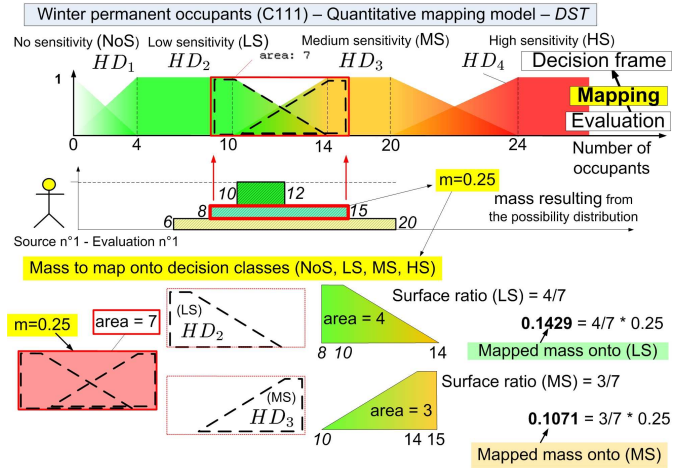 Winter permanent occupants (C111) – Quantitative mapping model – DST
No sensitivity (NoS) Low sensitivity (LS) Medium sensitivity (MS) High sensitivity (HS)
HD1 HD2 area: 7 HD3 HD4 Decision frame
1
Mapping
Evaluation
0 4 10 14 20 24 Number of
occupants
10 12
m=0.25
8 15
6 20
mass resulting from
the possibility distribution
Source n°1 - Evaluation n°1
Mass to map onto decision classes (NoS, LS, MS, HS)
m=0.25
area = 7
(LS)
HD2
area = 4
8 10 14
Surface ratio (LS) = 4/7
0.1429 = 4/7 * 0.25
Mapped mass onto (LS)
(MS)
HD3
area = 3
10 14 15
Surface ratio (MS) = 3/7
0.1071 = 3/7 * 0.25
Mapped mass onto (MS)